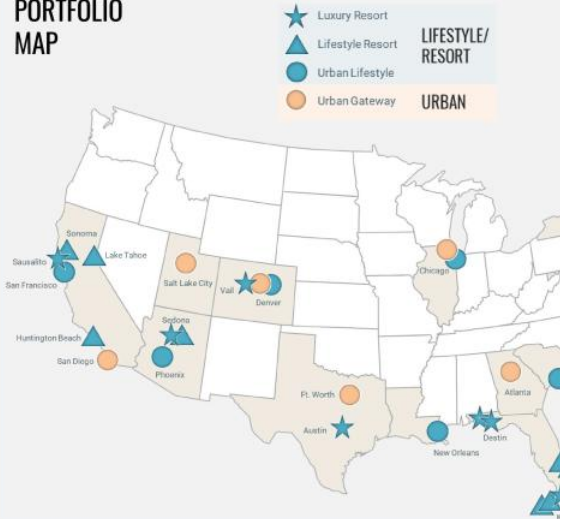 PORTFOLIO
MAP
Luxury Resort
Lifestyle Resort
Urban Lifestyle
LIFESTYLE/
RESORT
Urban Gateway
URBAN
Sonoma
Sausalito
Lake Tahoe
San Francisco
Salt Lake City
Vail
Denver
Chicago
Huntington Beach
San Diego
Sedona
Phoenix
Ft. Worth
Austin
New Orleans
Destin
Atlanta